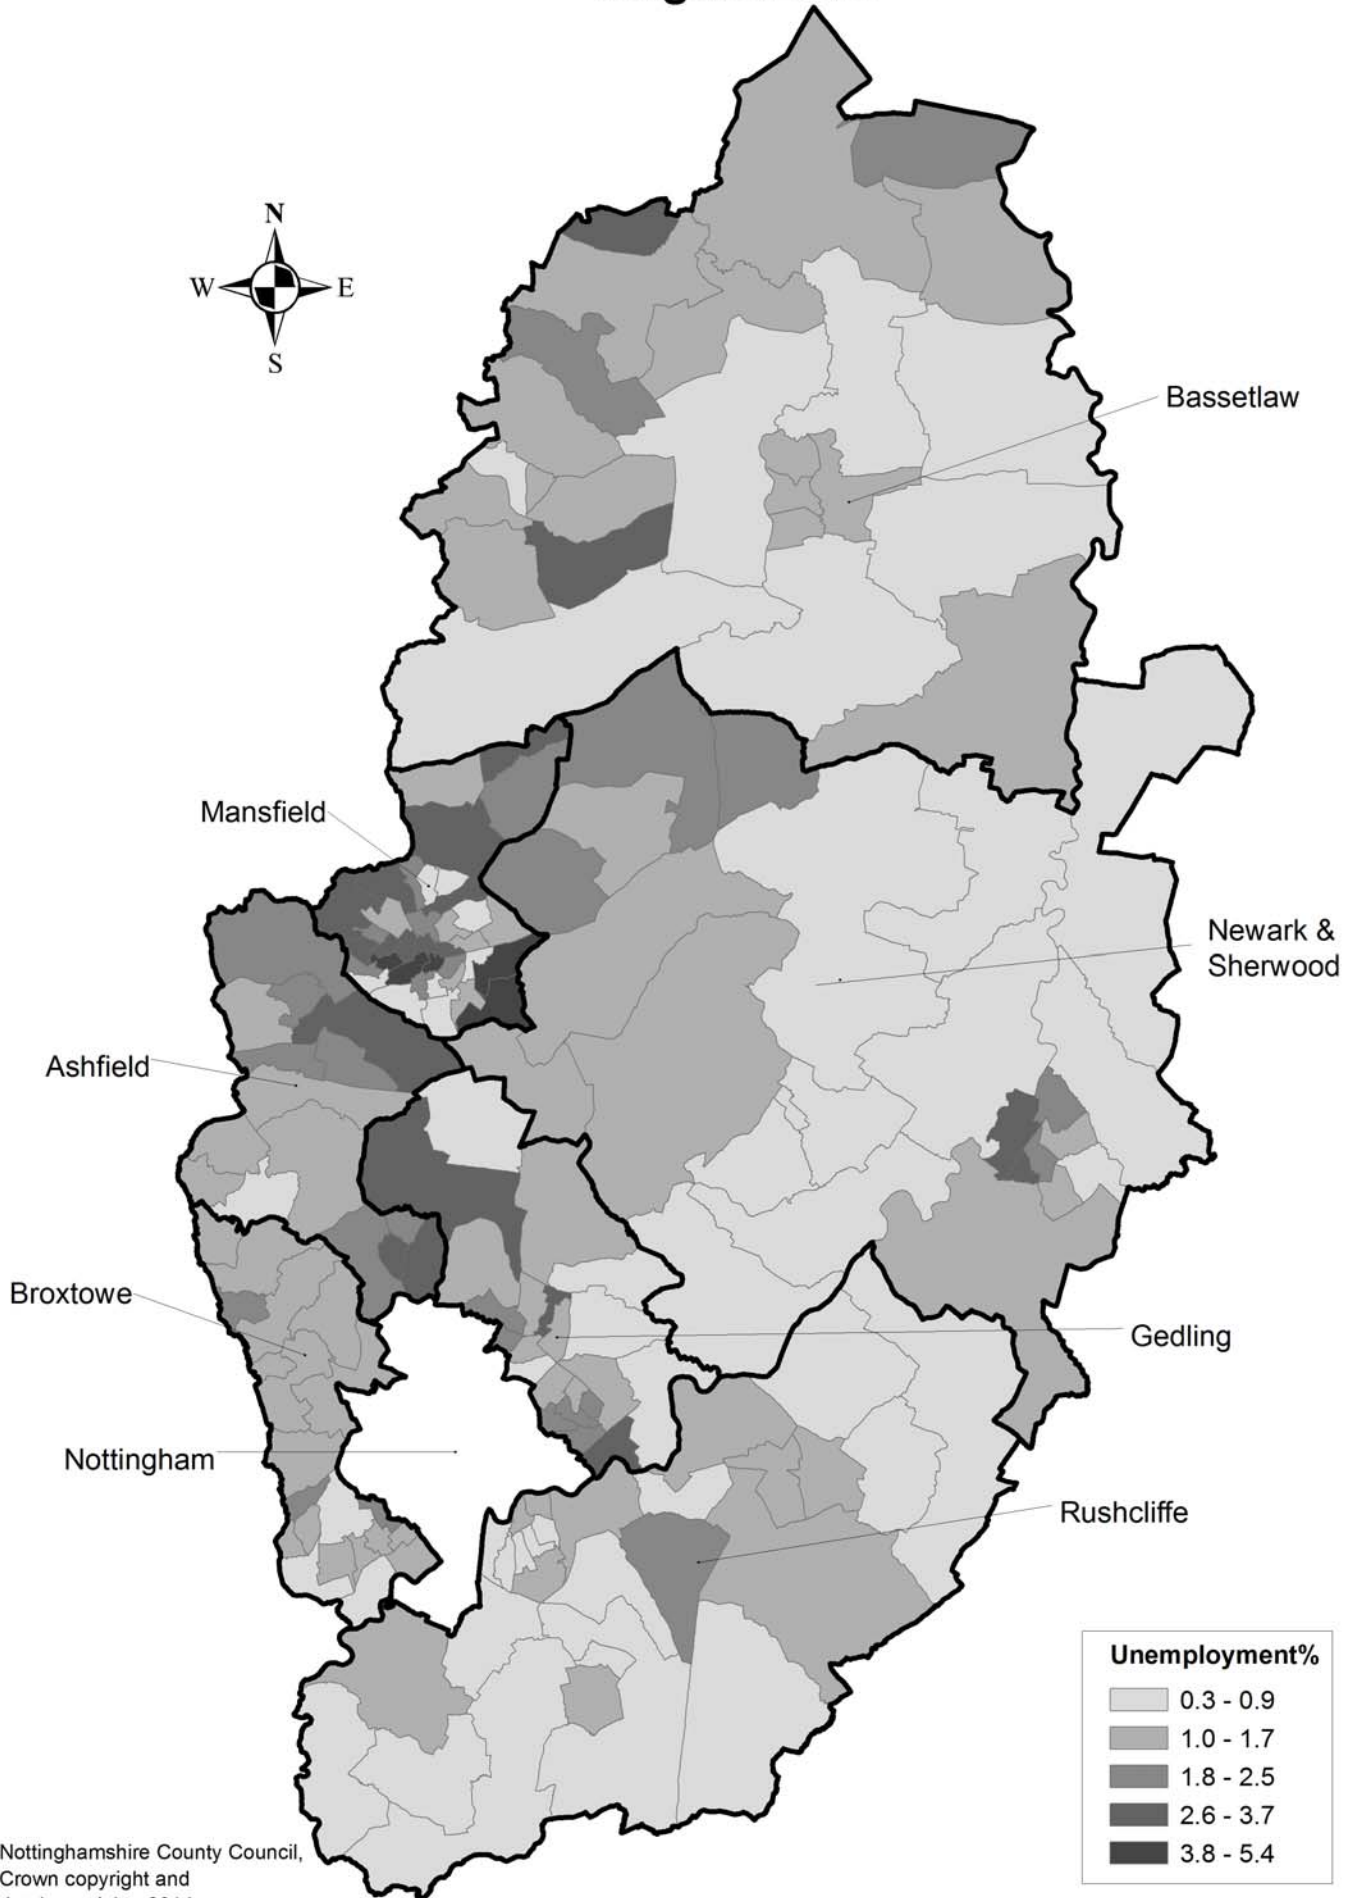 N
W E
S
Bassetlaw
Mansfield
Newark &
Sherwood
Ashfield
Broxtowe
Gedling
Nottingham
Rushcliffe
Unemployment%
0.3 - 0.9
1.0 - 1.7
1.8 - 2.5
2.6 - 3.7
3.8 - 5.4
Nottinghamshire County Council,
Crown copyright and